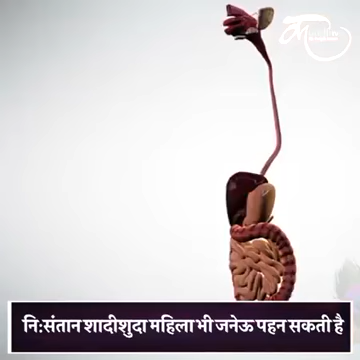 नि:संतान शादीशुदा महिला भी जनेऊ पहन सकती है